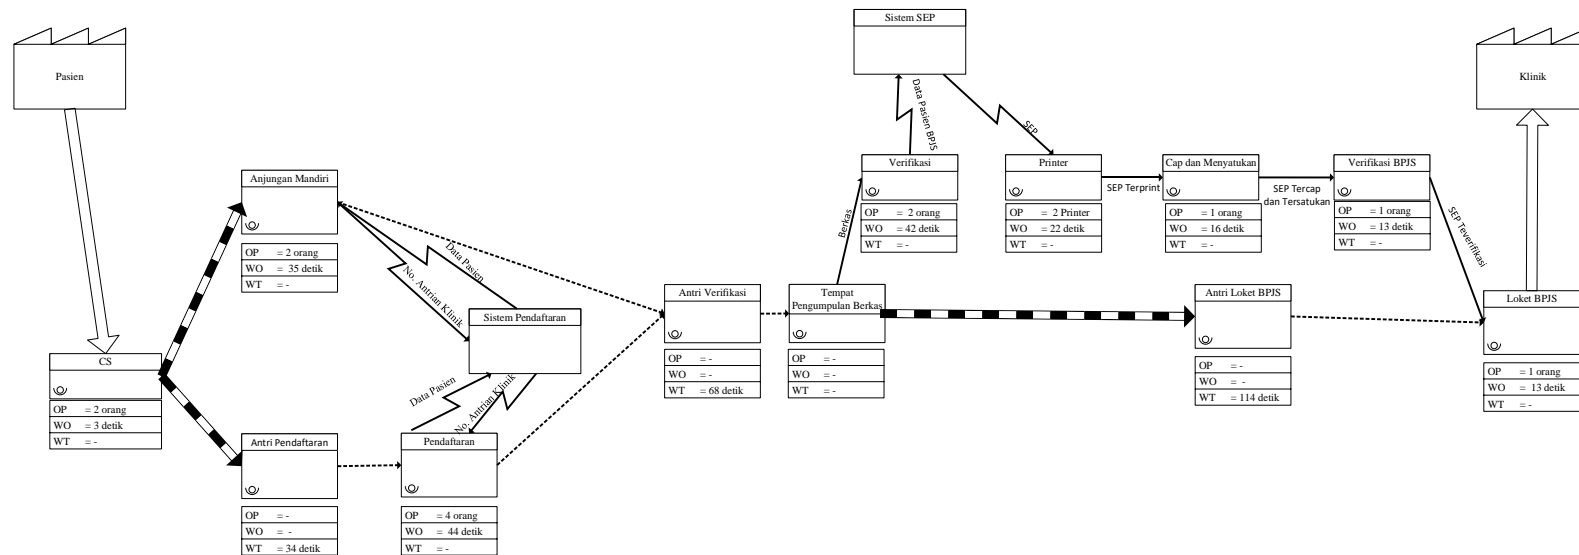 Sistem SEP
Pasien
Klinik
Data Pasien BPJS
SEP
Verifikasi
OP = 2 orang
WO = 42 detik
WT = -
Printer
OP = 2 Printer
WO = 22 detik
WT = -
SEP Terprint
Cap dan Menyatukan
OP = 1 orang
WO = 16 detik
WT = -
SEP Tercap
dan Tersatukan
Verifikasi BPJS
OP = 1 orang
WO = 13 detik
WT = -
SEP Teverifikasi
Anjungan Mandiri
OP = 2 orang
WO = 35 detik
WT = -
Data Pasien
No. Antrian Klinik
Berkas
Sistem Pendaftaran
Antri Verifikasi
OP = -
WO = -
WT = 68 detik
Tempat
Pengumpulan Berkas
OP = -
WO = -
WT = -
Antri Loket BPJS
OP = -
WO = -
WT = 114 detik
Loket BPJS
OP = 1 orang
WO = 13 detik
WT = -
CS
OP = 2 orang
WO = 3 detik
WT = -
Data Pasien
No. Antrian Klinik
Antri Pendaftaran
OP = -
WO = -
WT = 34 detik
Pendaftaran
OP = 4 orang
WO = 44 detik
WT = -